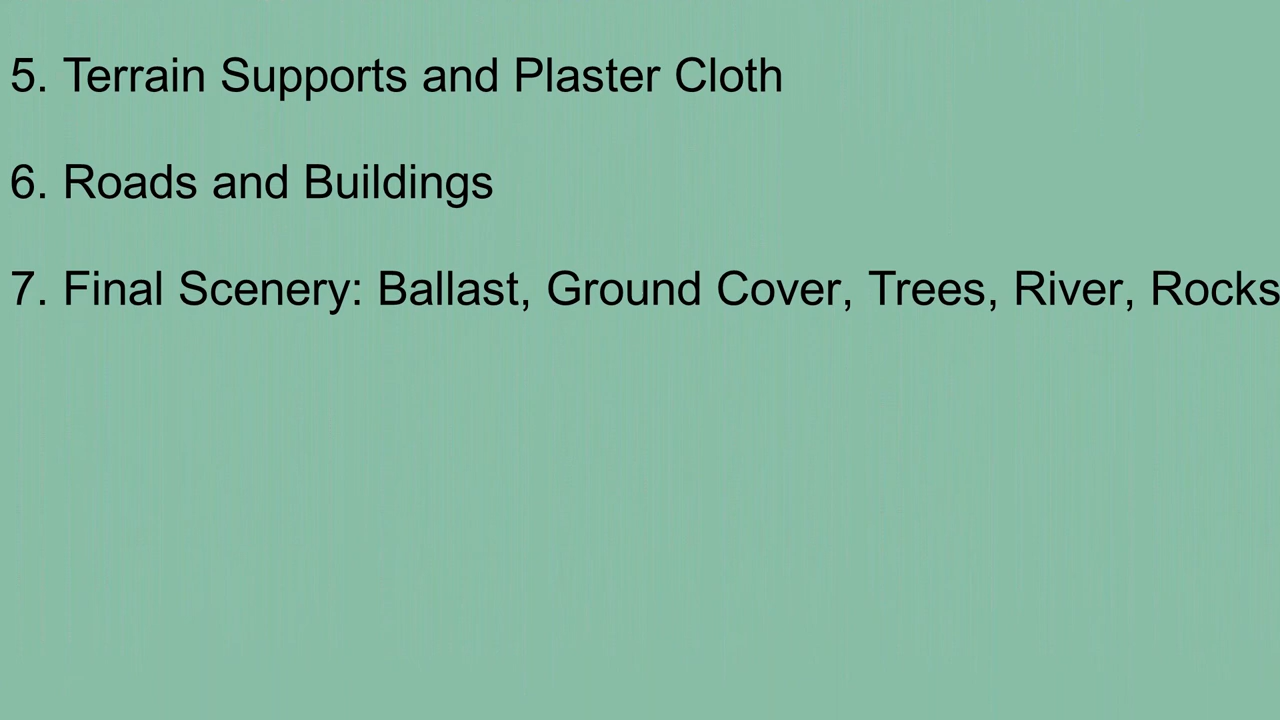 5. Terrain Supports and Plaster Cloth
6. Roads and Buildings
7. Final Scenery: Ballast, Ground Cover, Trees, River, Rocks